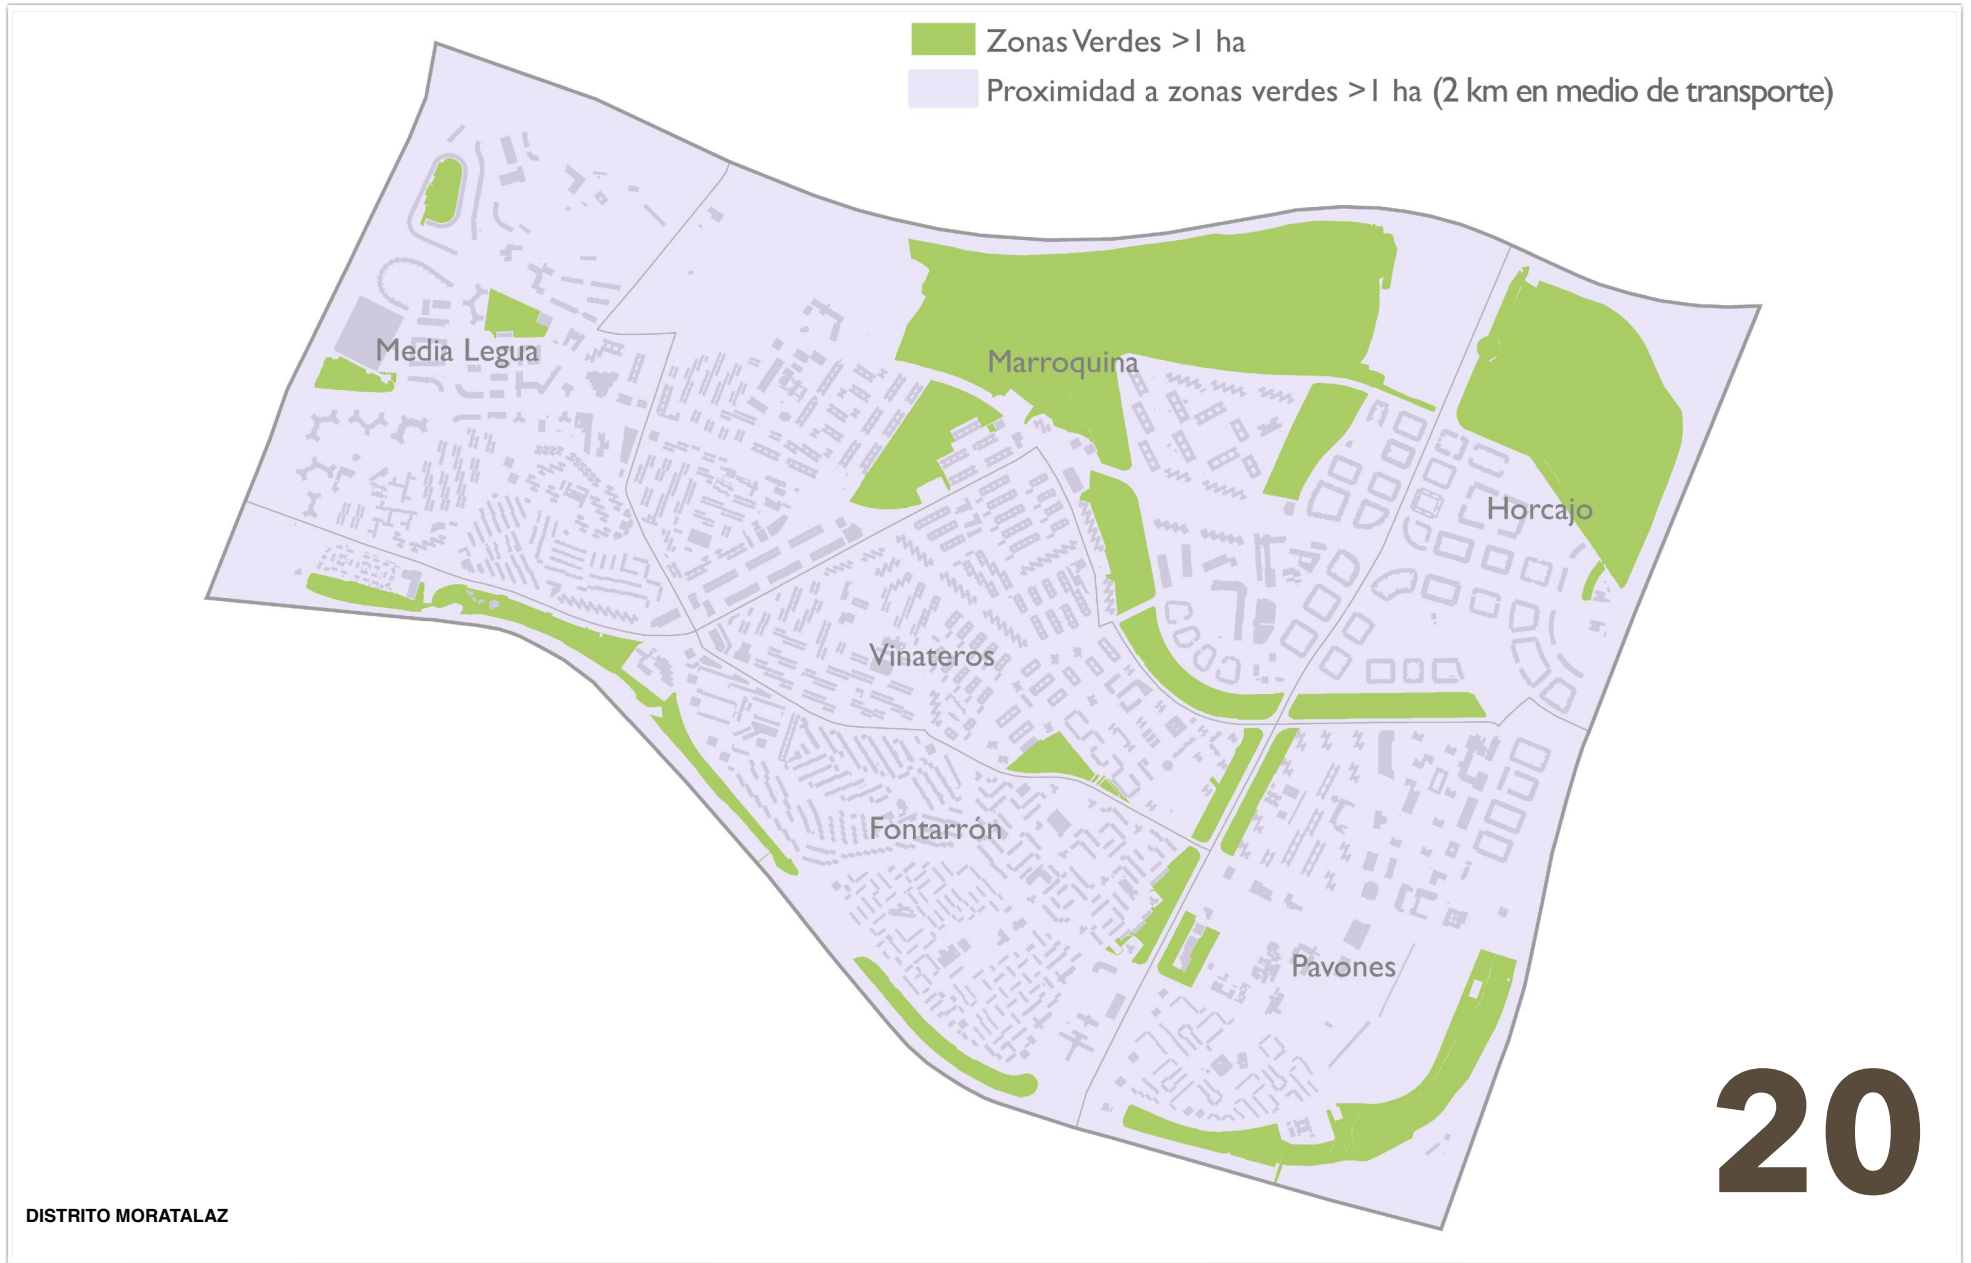 Zonas Verdes >1 ha
Proximidad a zonas verdes >1 ha (2 km en medio de transporte)
Media Legua
Marroquina
Horcajo
Vinateros
Fontarrón
Pavones
20
DISTRITO MORATALAZ